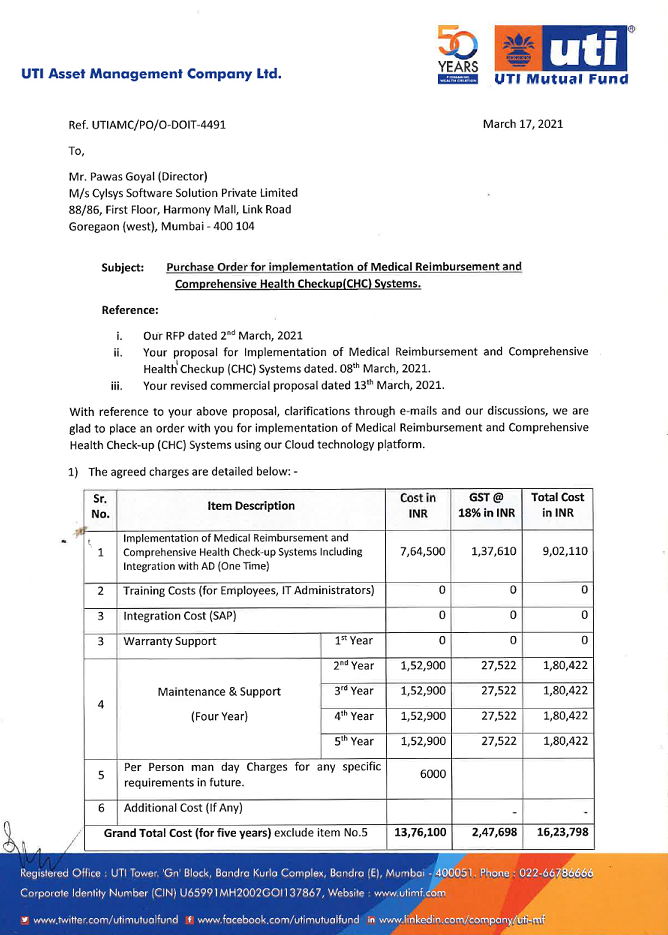 50
YEARS
uti
®
UTI Asset Management Company Ltd.
UTI Mutual Fund
Ref. UTIAMC/PO/O-DOIT-4491
March 17, 2021
To,
Mr. Pawas Goyal (Director)
M/s Cylsys Software Solution Private Limited
88/86, First Floor, Harmony Mall, Link Road
Goregaon (west), Mumbai - 400 104
Subject: Purchase Order for implementation of Medical Reimbursement and
Comprehensive Health Checkup(CHC) Systems.
Reference:
i. Our RFP dated 2nd March, 2021
ii. Your proposal for Implementation of Medical Reimbursement and Comprehensive
Health Checkup (CHC) Systems dated. 08th March, 2021.
iii. Your revised commercial proposal dated 13th March, 2021.
With reference to your above proposal, clarifications through e-mails and our discussions, we are
glad to place an order with you for implementation of Medical Reimbursement and Comprehensive
Health Check-up (CHC) Systems using our Cloud technology platform.
1) The agreed charges are detailed below: -
Sr. No. Item Description Cost in INR GST @ 18% in INR Total Cost in INR
1 Implementation of Medical Reimbursement and
Comprehensive Health Check-up Systems Including
Integration with AD (One Time) 7,64,500 1,37,610 9,02,110
2 Training Costs (for Employees, IT Administrators) 0 0 0
3 Integration Cost (SAP) 0 0 0
3 Warranty Support 1st Year 0 0 0
4 Maintenance & Support
(Four Year)
2nd Year 1,52,900 27,522 1,80,422
3rd Year 1,52,900 27,522 1,80,422
4th Year 1,52,900 27,522 1,80,422
5th Year 1,52,900 27,522 1,80,422
5 Per Person man day Charges for any specific
requirements in future. 6000
6 Additional Cost (If Any) - -
Grand Total Cost (for five years) exclude item No.5 13,76,100 2,47,698 16,23,798
Registered Office : UTI Tower, 'Gn' Block, Bandra Kurla Complex, Bandra (E), Mumbai - 400051. Phone : 022-66786666
Corporate Identity Number (CIN) U65991MH2002GOI137867, Website : www.utimf.com
www.twitter.com/utimutualfund www.facebook.com/utimutualfund in www.linkedin.com/company/uti-mf